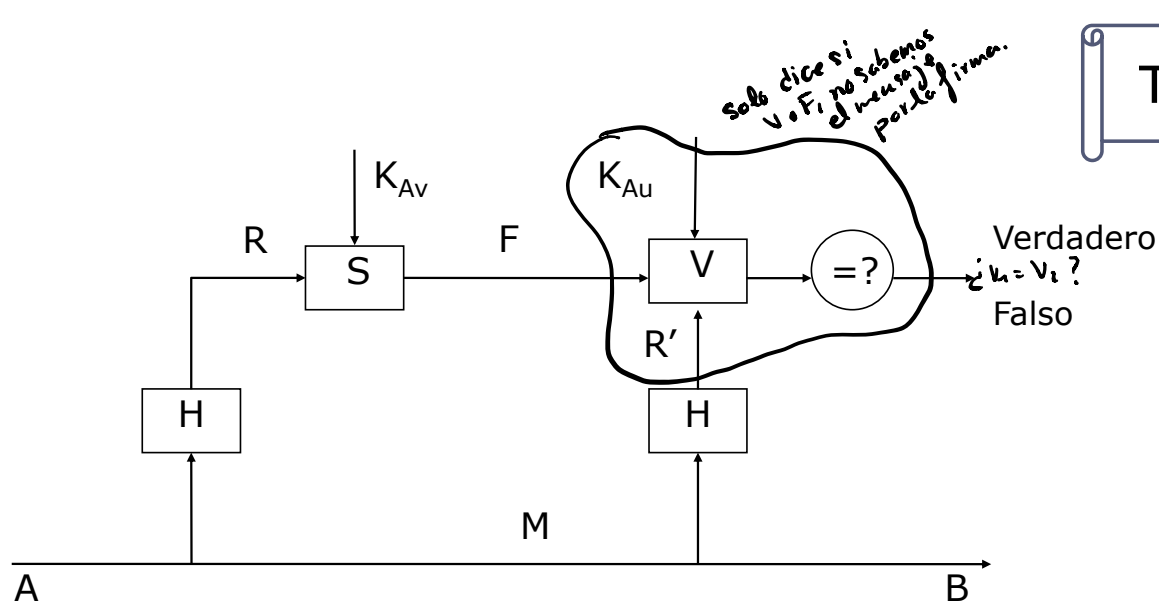 solo dice si
V o F, no sabemos
el mensaje
por la firma.
T
K_Av
K_Au
R
S
F
V
=?
Verdadero
¿V₁ = V₂?
Falso
R’
H
H
M
A
B